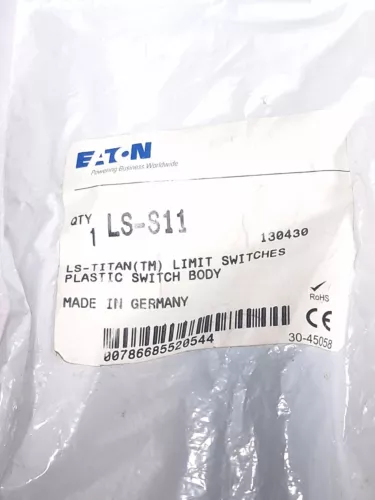 EATON
Powering Business Worldwide
QTY
1 LS-S11 130430
LS-TITAN(TM) LIMIT SWITCHES
PLASTIC SWITCH BODY
RoHS
MADE IN GERMANY
CE
00786685520544
30-45058